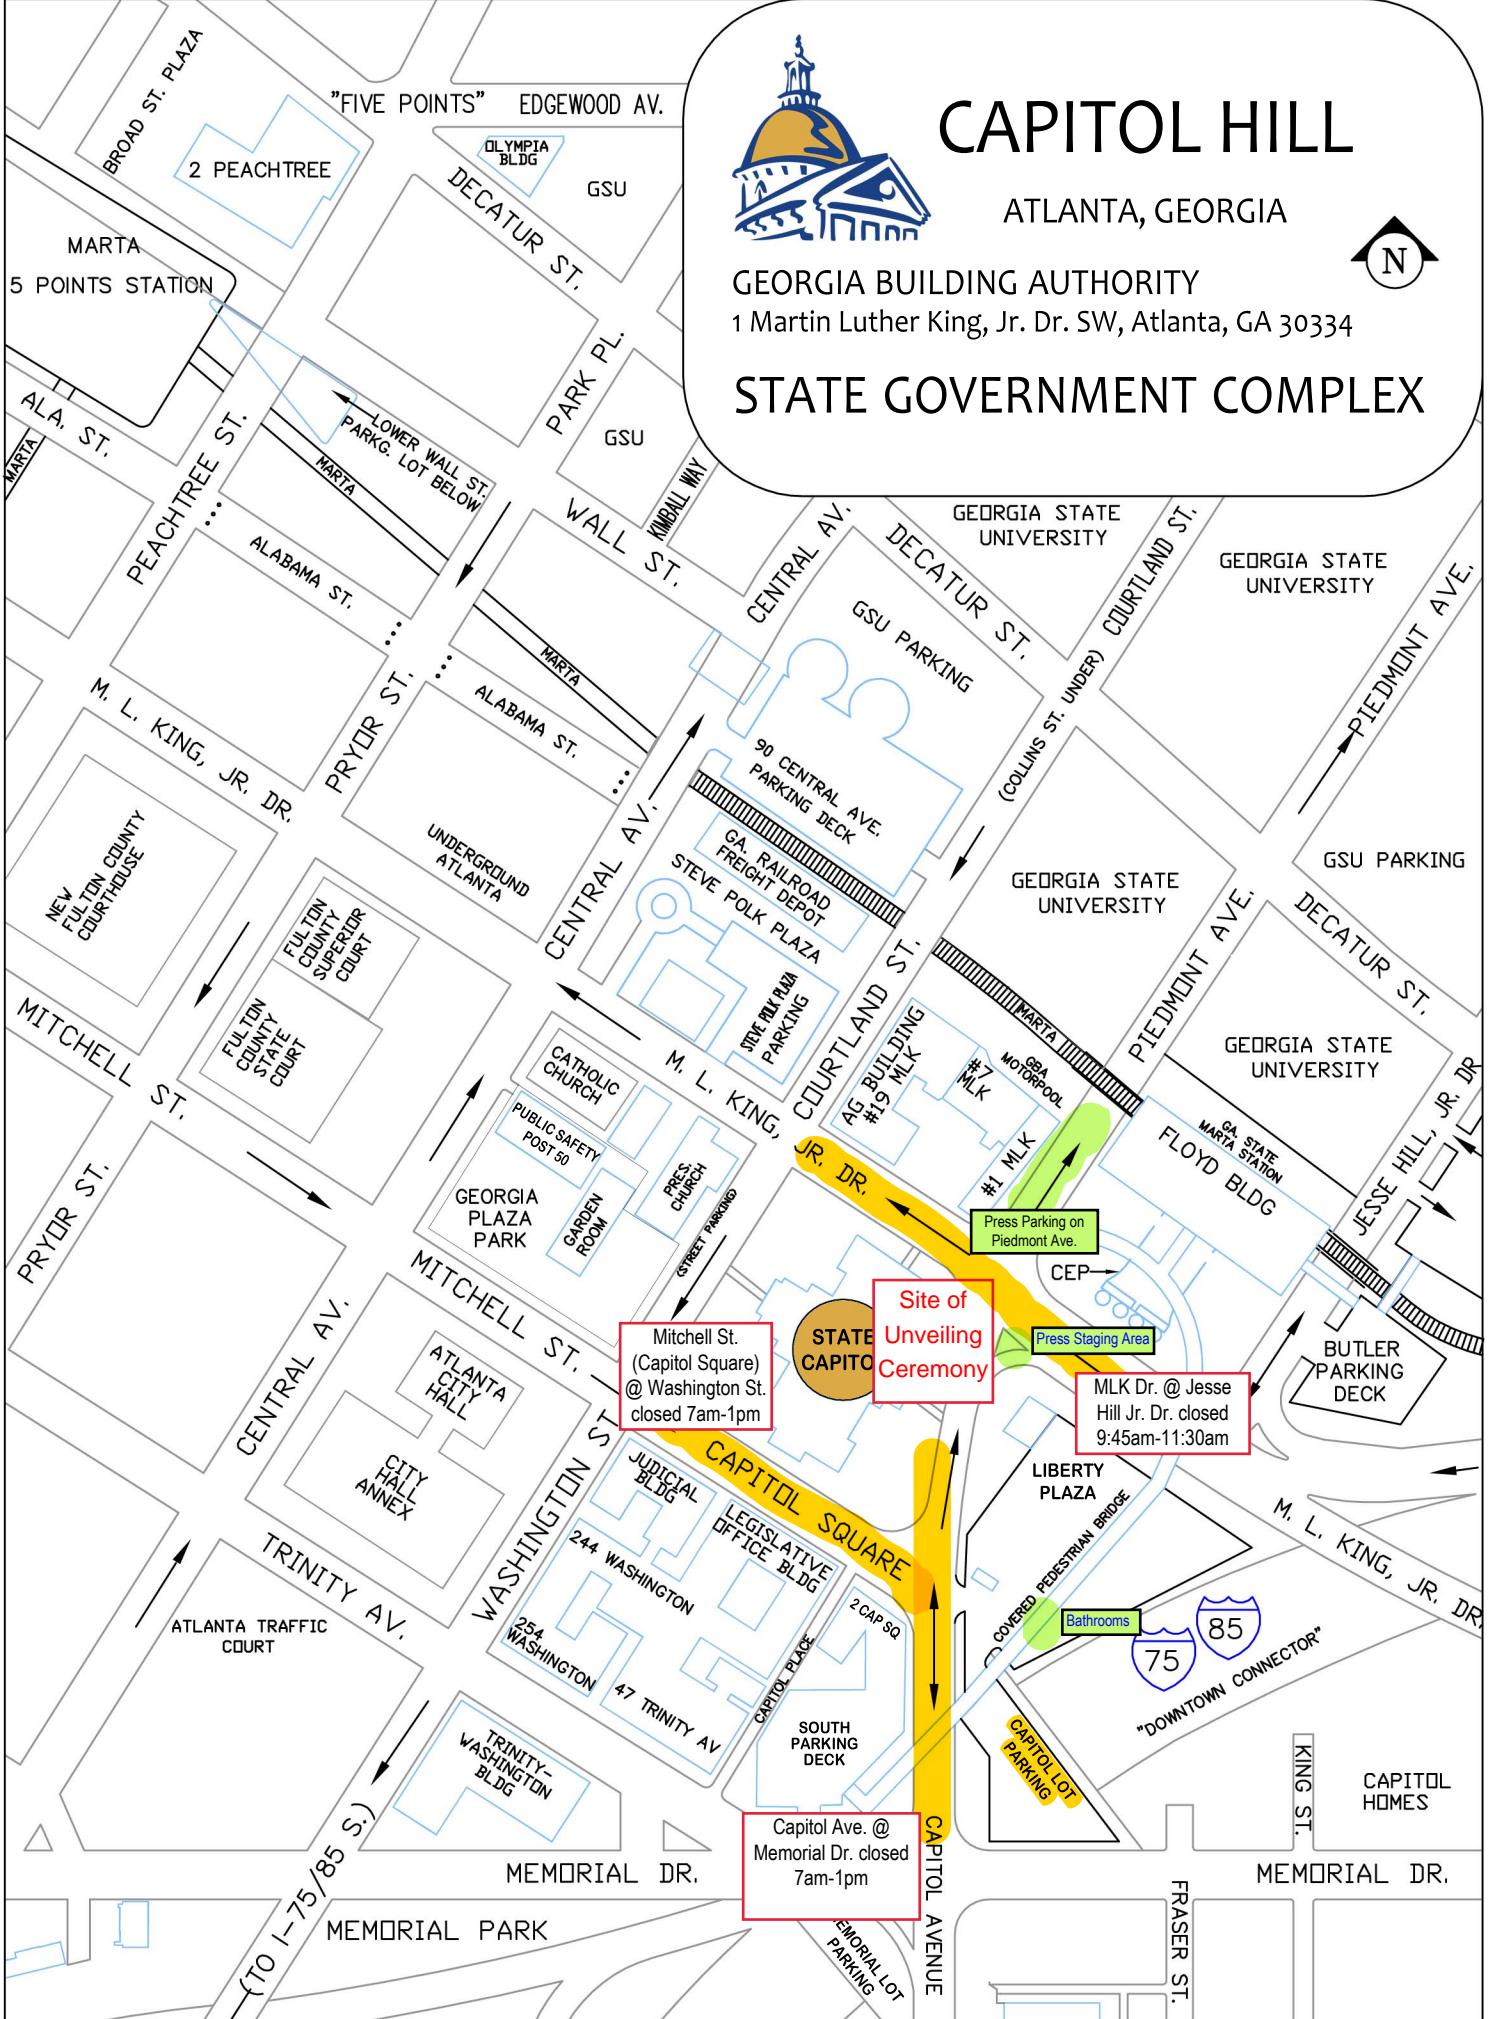 CAPITOL HILL
ATLANTA, GEORGIA
N
GEORGIA BUILDING AUTHORITY
1 Martin Luther King, Jr. Dr. SW, Atlanta, GA 30334
STATE GOVERNMENT COMPLEX
BROAD ST. PLAZA
"FIVE POINTS"
EDGEWOOD AV.
2 PEACHTREE
OLYMPIA
BLDG
GSU
DECATUR ST.
MARTA
5 POINTS STATION
PARK PL.
ALA. ST.
MARTA
PEACHTREE ST.
LOWER WALL ST.
PARKG. LOT BELOW
MARTA
GSU
KIMBALL WAY
WALL ST.
ALABAMA ST.
CENTRAL AV.
DECATUR ST.
GEORGIA STATE
UNIVERSITY
COURTLAND ST.
(COLLINS ST. UNDER)
GEORGIA STATE
UNIVERSITY
PIEDMONT AVE.
GSU PARKING
M. L. KING, JR. DR.
PRYOR ST.
MARTA
ALABAMA ST.
90 CENTRAL AVE.
PARKING DECK
NEW
FULTON COUNTY
COURTHOUSE
UNDERGROUND
ATLANTA
CENTRAL AV.
GA. RAILROAD
FREIGHT DEPOT
STEVE POLK PLAZA
GEORGIA STATE
UNIVERSITY
GSU PARKING
FULTON
COUNTY
SUPERIOR
COURT
FULTON
COUNTY
STATE
COURT
STEVE POLK PLAZA
PARKING
COURTLAND ST.
MARTA
PIEDMONT AVE.
DECATUR ST.
MITCHELL ST.
CATHOLIC
CHURCH
M. L. KING,
JR. DR.
AG BUILDING
#19 MLK
#7
MLK
GBA
MOTORPOOL
#1 MLK
GEORGIA STATE
UNIVERSITY
JESSE HILL, JR. DR
PUBLIC SAFETY
POST 50
PRES.
CHURCH
GA. STATE
MARTA STATION
FLOYD BLDG
GEORGIA
PLAZA
PARK
GARDEN
ROOM
(STREET PARKING)
Press Parking on
Piedmont Ave.
PRYOR ST.
MITCHELL ST.
CEP
Site of
Unveiling
Ceremony
STATE
CAPITO
Press Staging Area
Mitchell St.
(Capitol Square)
@ Washington St.
closed 7am-1pm
MLK Dr. @ Jesse
Hill Jr. Dr. closed
9:45am-11:30am
BUTLER
PARKING
DECK
CENTRAL AV.
ATLANTA
CITY
HALL
CITY
HALL
ANNEX
WASHINGTON ST
JUDICIAL
BLDG
CAPITOL SQUARE
LEGISLATIVE
OFFICE BLDG
244 WASHINGTON
254
WASHINGTON
47 TRINITY AV
LIBERTY
PLAZA
COVERED PEDESTRIAN BRIDGE
M. L. KING, JR. DR.
TRINITY AV.
ATLANTA TRAFFIC
COURT
2 CAP SQ
CAPITOL PLACE
Bathrooms
75
85
"DOWNTOWN CONNECTOR"
SOUTH
PARKING
DECK
CAPITOL LOT
PARKING
TRINITY-
WASHINGTON
BLDG
KING ST.
CAPITOL
HOMES
Capitol Ave. @
Memorial Dr. closed
7am-1pm
CAPITOL AVENUE
MEMORIAL DR.
MEMORIAL DR.
MEMORIAL PARK
EMORIAL LOT
PARKING
FRASER ST.
(TO I-75/85 S.)